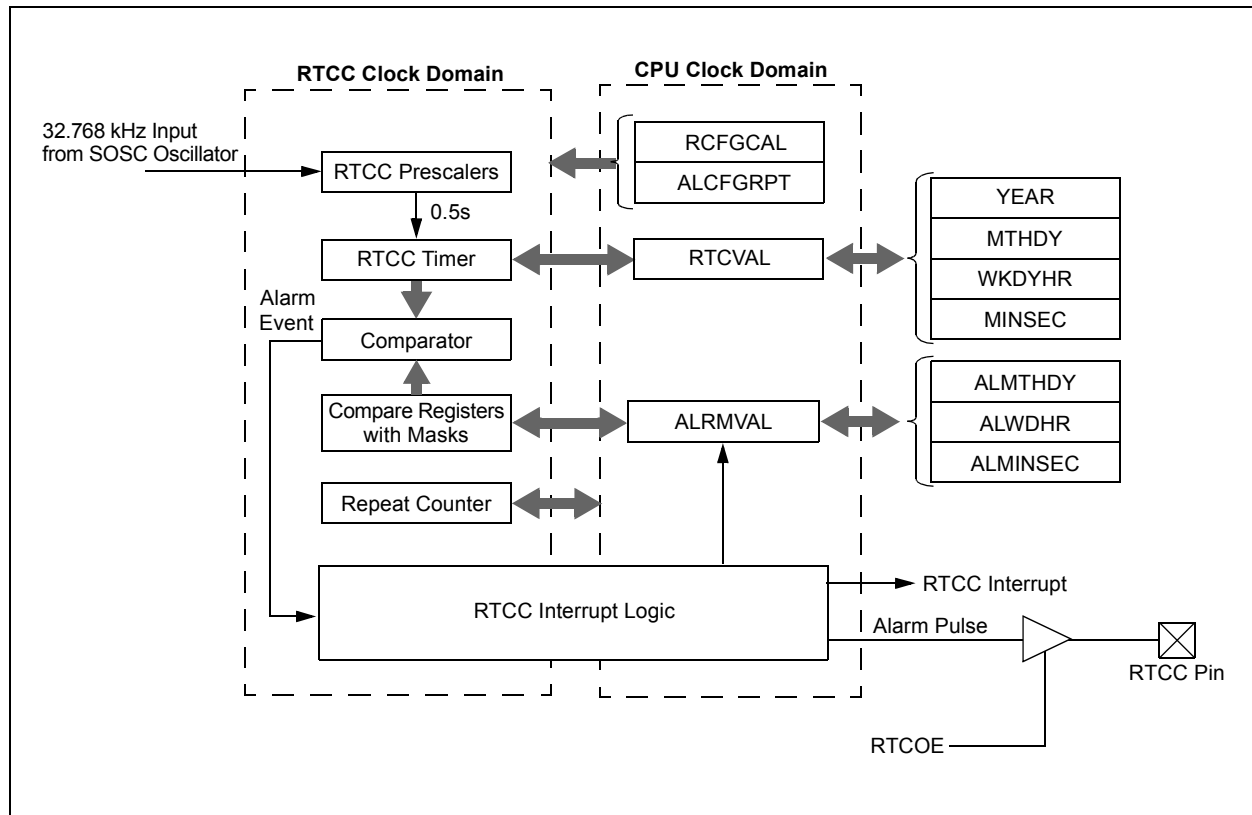 RTCC Clock Domain
CPU Clock Domain
32.768 kHz Input
from SOSC Oscillator
RTCC Prescalers
0.5s
RTCC Timer
Alarm
Event
Comparator
Compare Registers
with Masks
Repeat Counter
RCFGCAL
ALCFGRPT
RTCVAL
YEAR
MTHDY
WKDYHR
MINSEC
ALRMVAL
ALMTHDY
ALWDHR
ALMINSEC
RTCC Interrupt Logic
RTCC Interrupt
Alarm Pulse
RTCC Pin
RTCOE